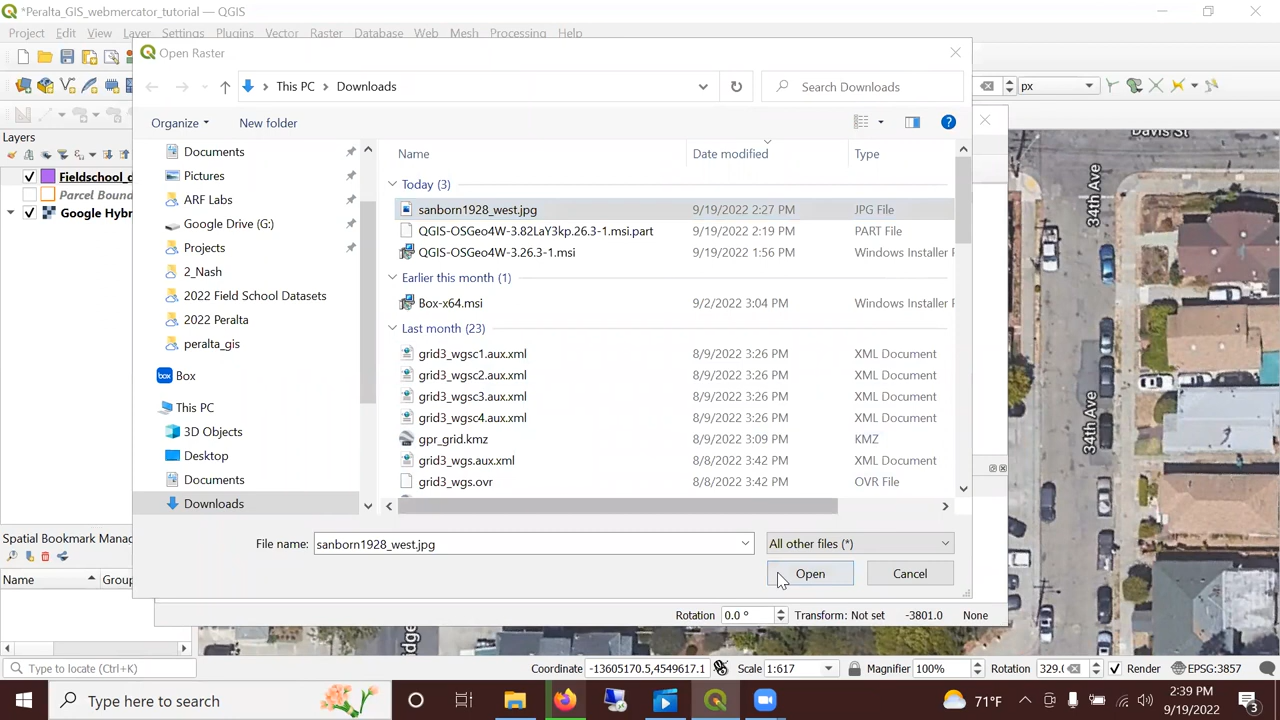 *Peralta_GIS_webmercator_tutorial — QGIS
Project Edit View Layer Settings Plugins Vector Raster Database Web Mesh Processing Help
Open Raster
This PC Downloads
Search Downloads
px
Organize New folder
Layers
Fieldschool_d
Parcel Bound
Google Hybr
Documents
Pictures
ARF Labs
Google Drive (G:)
Projects
2_Nash
2022 Field School Datasets
2022 Peralta
peralta_gis
Box
This PC
3D Objects
Desktop
Documents
Downloads
Name Date modified Type
Today (3)
sanborn1928_west.jpg 9/19/2022 2:27 PM JPG File
QGIS-OSGeo4W-3.82LaY3kp.26.3-1.msi.part 9/19/2022 2:19 PM PART File
QGIS-OSGeo4W-3.26.3-1.msi 9/19/2022 1:56 PM Windows Installer P
Earlier this month (1)
Box-x64.msi 9/2/2022 3:04 PM Windows Installer P
Last month (23)
grid3_wgsc1.aux.xml 8/9/2022 3:26 PM XML Document
grid3_wgsc2.aux.xml 8/9/2022 3:26 PM XML Document
grid3_wgsc3.aux.xml 8/9/2022 3:26 PM XML Document
grid3_wgsc4.aux.xml 8/9/2022 3:26 PM XML Document
gpr_grid.kmz 8/9/2022 3:09 PM KMZ
grid3_wgs.aux.xml 8/8/2022 3:42 PM XML Document
grid3_wgs.ovr 8/8/2022 3:42 PM OVR File
File name: sanborn1928_west.jpg All other files (*)
Open Cancel
Davis St
34th Ave
34th Ave
Spatial Bookmark Manag
Name Group
Rotation 0.0 ° Transform: Not set -3801.0 None
Type to locate (Ctrl+K)
Coordinate -13605170.5,4549617.1 Scale 1:617 Magnifier 100% Rotation 329.0 Render EPSG:3857
Type here to search
71°F
2:39 PM
9/19/2022
3